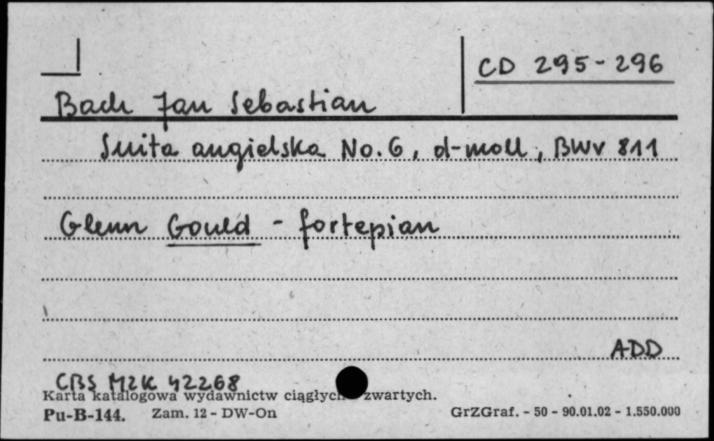 CD 295-296
Bach Jan Sebastian
Suita angielska No. 6, d-moll, BWV 811
Glenn Gould - fortepian
ADD
CBS M2K 42268
Karta katalogowa wydawnictw ciągłych zwartych.
Pu-B-144. Zam. 12 - DW-On GrZGraf. - 50 - 90.01.02 - 1.550.000